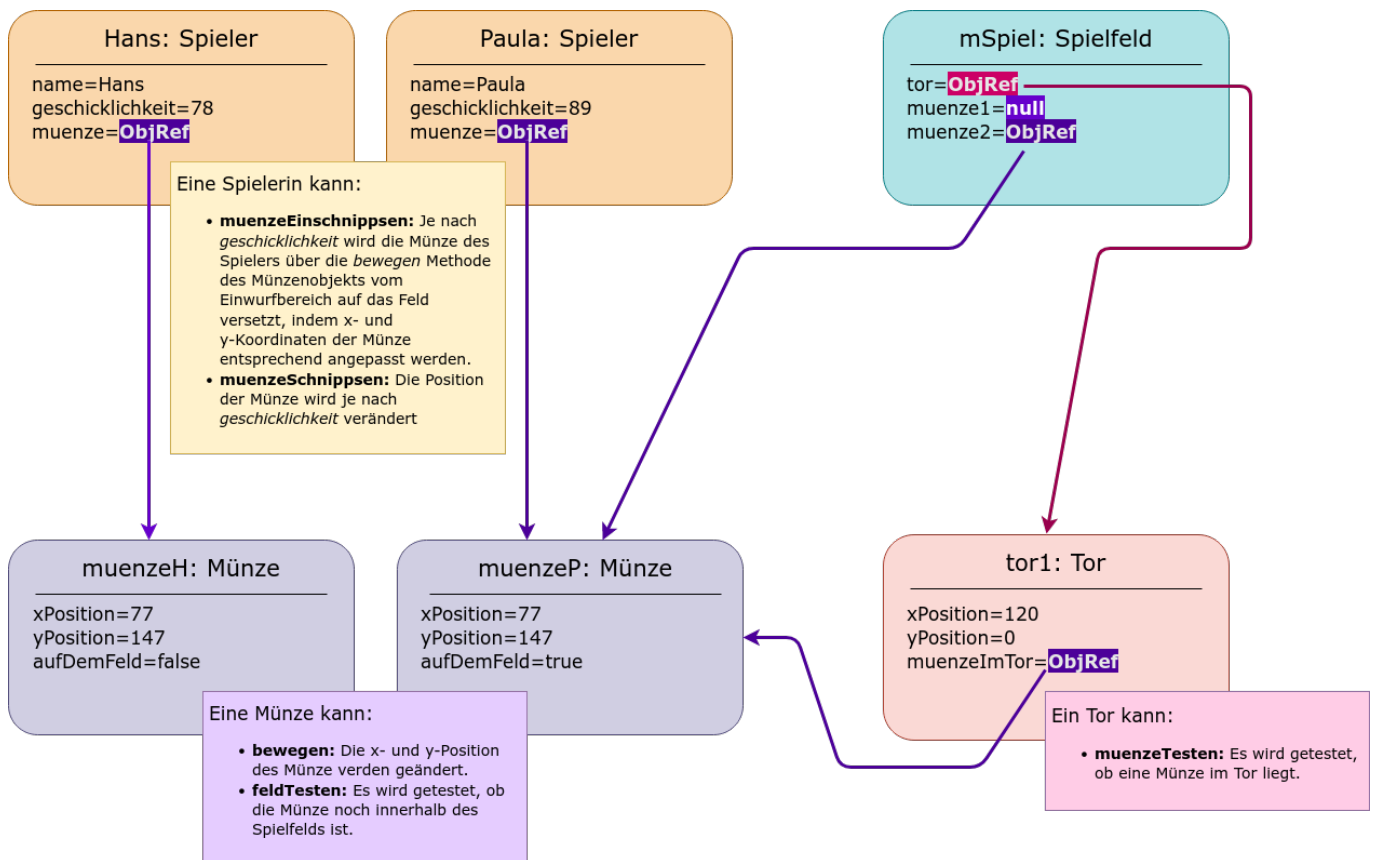 Hans: Spieler
name=Hans
geschicklichkeit=78
muenze=ObjRef
Paula: Spieler
name=Paula
geschicklichkeit=89
muenze=ObjRef
mSpiel: Spielfeld
tor=ObjRef
muenze1=null
muenze2=ObjRef
Eine Spielerin kann:
• muenzeEinschnippsen: Je nach
geschicklichkeit wird die Münze des
Spielers über die bewegen Methode
des Münzenobjekts vom
Einwurfbereich auf das Feld
versetzt, indem x- und
y-Koordinaten der Münze
entsprechend angepasst werden.
• muenzeSchnippsen: Die Position
der Münze wird je nach
geschicklichkeit verändert
muenzeH: Münze
xPosition=77
yPosition=147
aufDemFeld=false
muenzeP: Münze
xPosition=77
yPosition=147
aufDemFeld=true
tor1: Tor
xPosition=120
yPosition=0
muenzeImTor=ObjRef
Eine Münze kann:
• bewegen: Die x- und y-Position
des Münze verden geändert.
• feldTesten: Es wird getestet, ob
die Münze noch innerhalb des
Spielfelds ist.
Ein Tor kann:
• muenzeTesten: Es wird getestet,
ob eine Münze im Tor liegt.